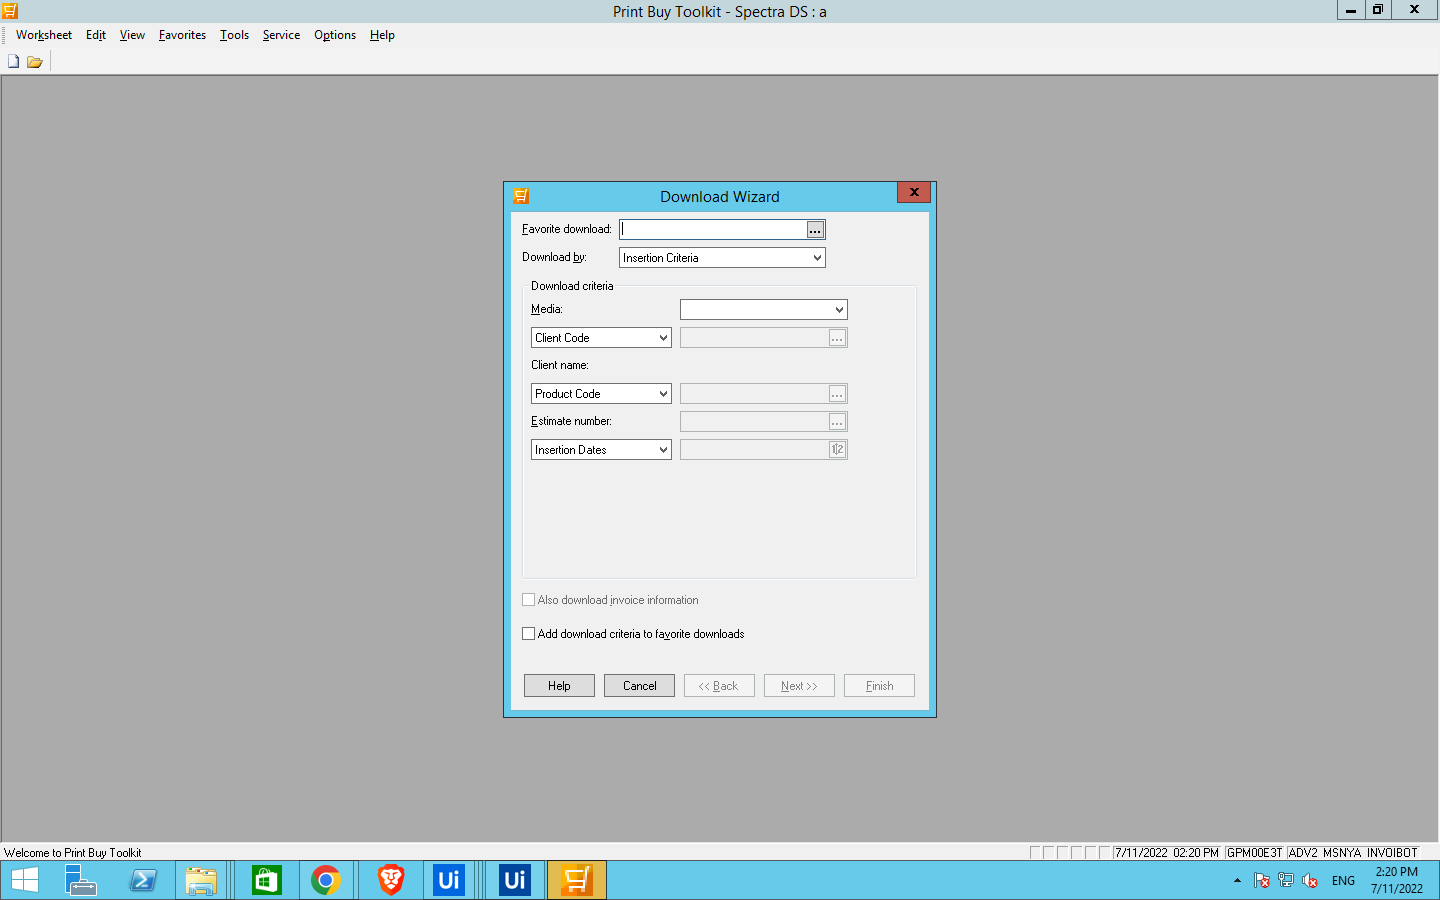 Print Buy Toolkit - Spectra DS : a
Worksheet Edit View Favorites Tools Service Options Help
Download Wizard
Favorite download: ...
Download by: Insertion Criteria
Download criteria
Media:
Client Code ...
Client name:
Product Code ...
Estimate number: ...
Insertion Dates 12
Also download invoice information
Add download criteria to favorite downloads
Help Cancel << Back Next >> Finish
Welcome to Print Buy Toolkit 7/11/2022 02:20 PM GPM00E3T ADV2 MSNYA INVOIBOT
Ui Ui ENG 2:20 PM
7/11/2022